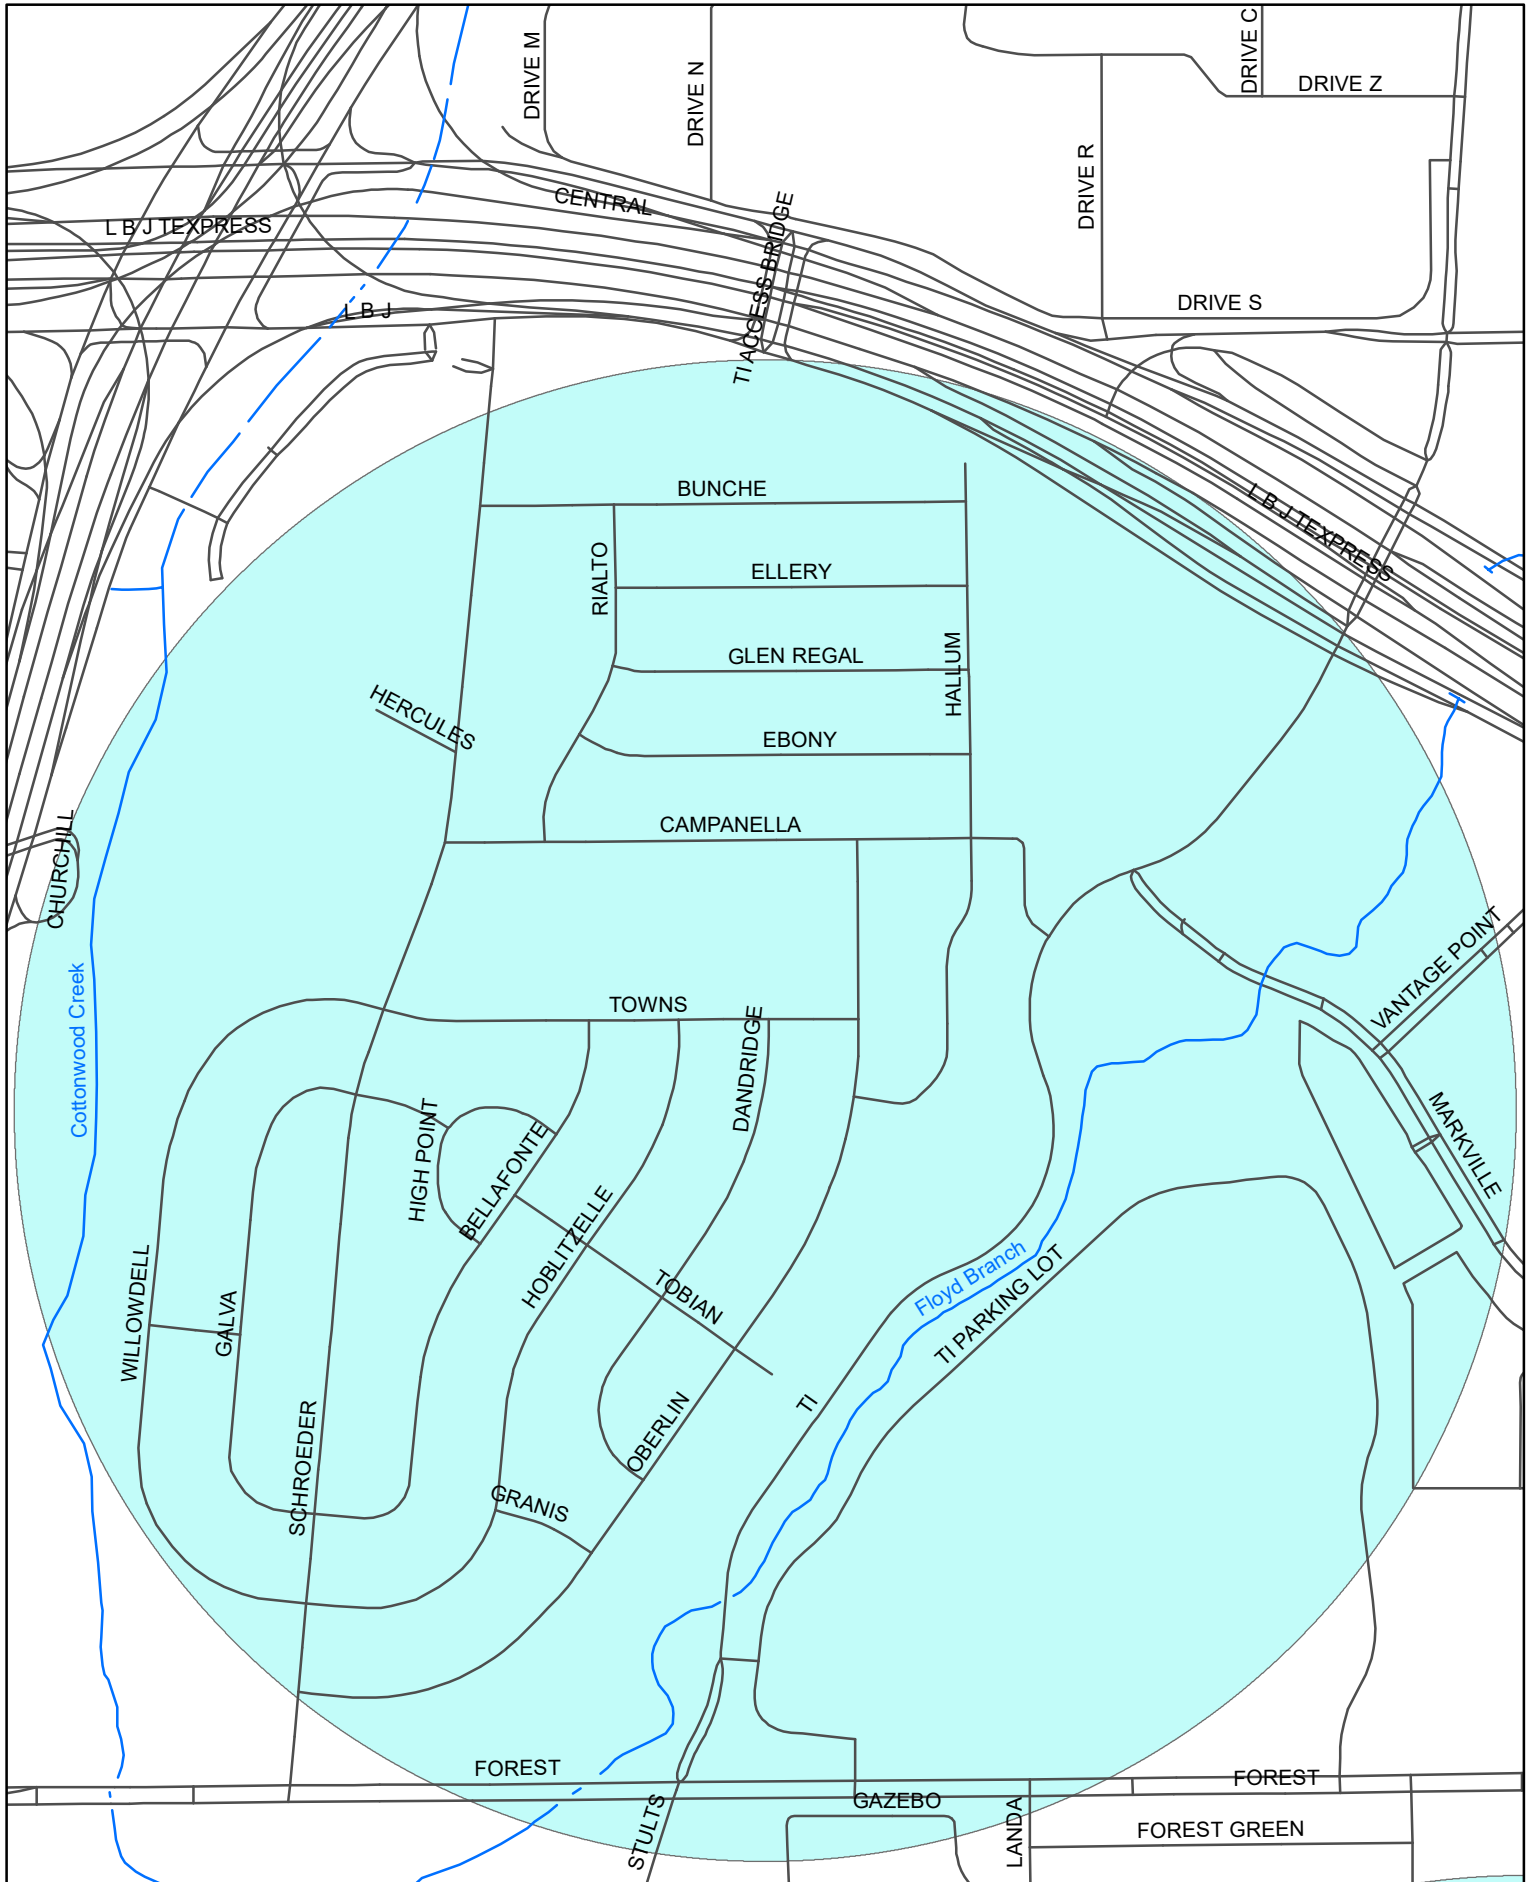 DRIVE M
DRIVE N
DRIVE C
DRIVE Z
DRIVE R
CENTRAL
L B J TEXPRESS
TI ACCESS BRIDGE
L B J
DRIVE S
BUNCHE
L B J TEXPRESS
RIALTO
ELLERY
GLEN REGAL
HALLUM
HERCULES
EBONY
CAMPANELLA
CHURCHILL
VANTAGE POINT
TOWNS
Cottonwood Creek
DANDRIDGE
HIGH POINT
BELLAFONTE
MARKVILLE
HOBLITZELLE
Floyd Branch
TI PARKING LOT
TOBIAN
WILLOWDELL
GALVA
TI
OBERLIN
SCHROEDER
GRANIS
FOREST
FOREST
GAZEBO
STULTS
LANDA
FOREST GREEN